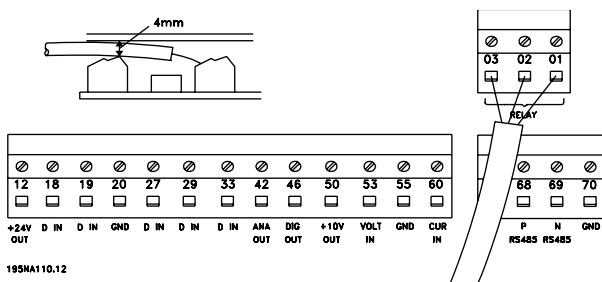 4mm
03 02 01
RELAY
12 18 19 20 27 29 33 42 46 50 53 55 60
68 69 70
+24V OUT D IN D IN GND D IN D IN D IN ANA OUT DIG OUT +10V OUT VOLT IN GND CUR IN
P RS485 N RS485 GND
195NA110.12